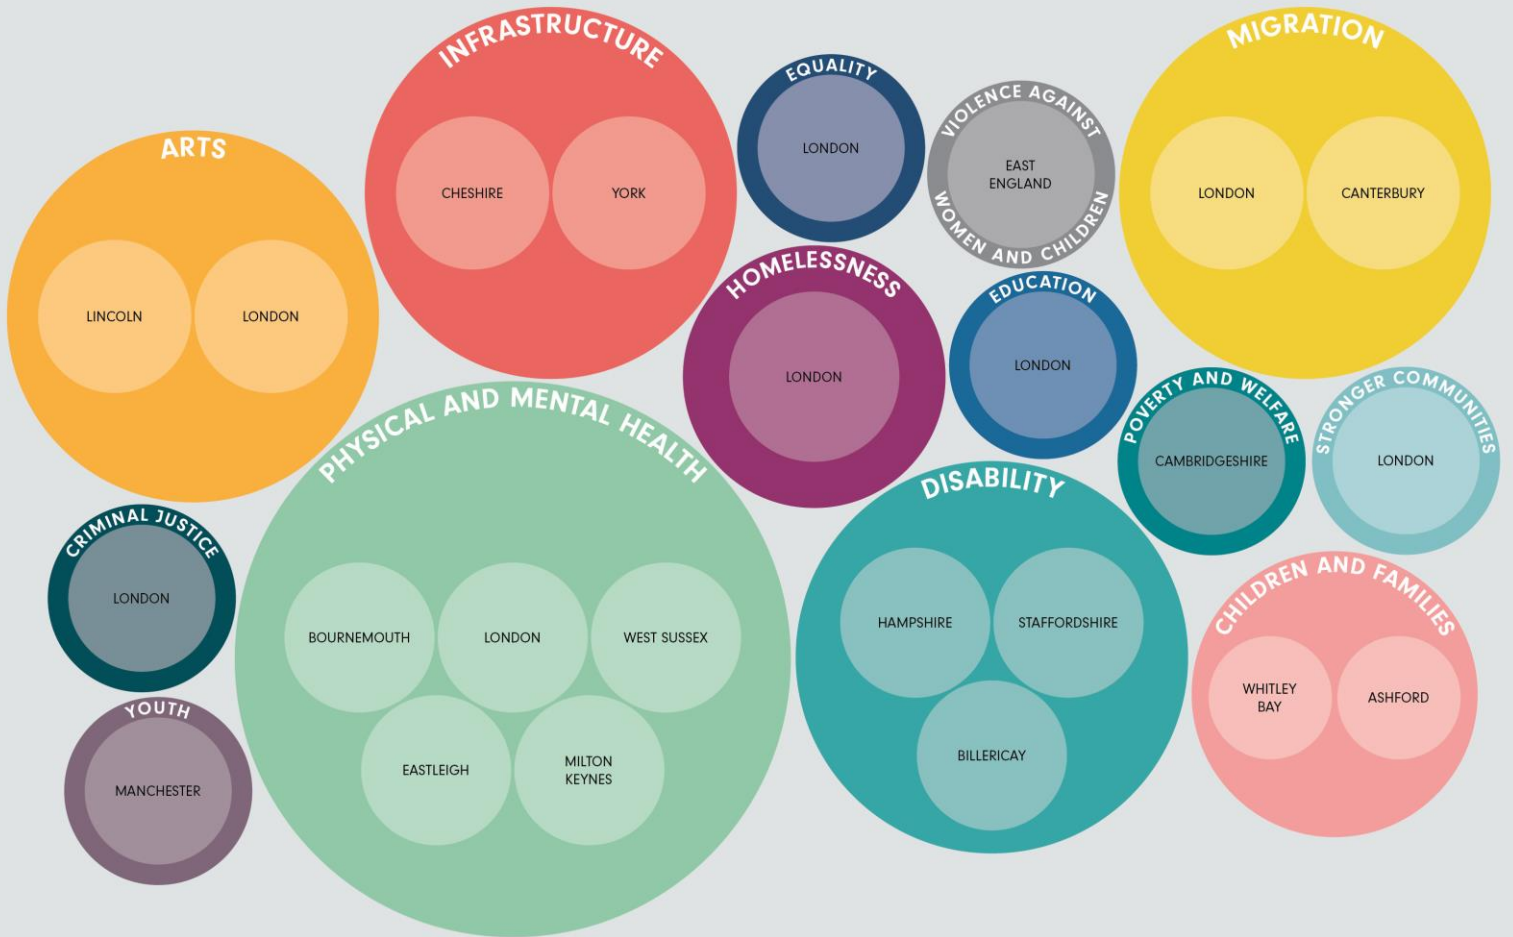 INFRASTRUCTURE
CHESHIRE
YORK
EQUALITY
LONDON
VIOLENCE AGAINST
EAST
ENGLAND
WOMEN AND CHILDREN
MIGRATION
LONDON
CANTERBURY
ARTS
LINCOLN
LONDON
HOMELESSNESS
LONDON
EDUCATION
LONDON
POVERTY AND WELFARE
CAMBRIDGESHIRE
STRONGER COMMUNITIES
LONDON
PHYSICAL AND MENTAL HEALTH
BOURNEMOUTH
LONDON
WEST SUSSEX
EASTLEIGH
MILTON
KEYNES
DISABILITY
HAMPSHIRE
STAFFORDSHIRE
BILLERICAY
CRIMINAL JUSTICE
LONDON
CHILDREN AND FAMILIES
WHITLEY
BAY
ASHFORD
YOUTH
MANCHESTER